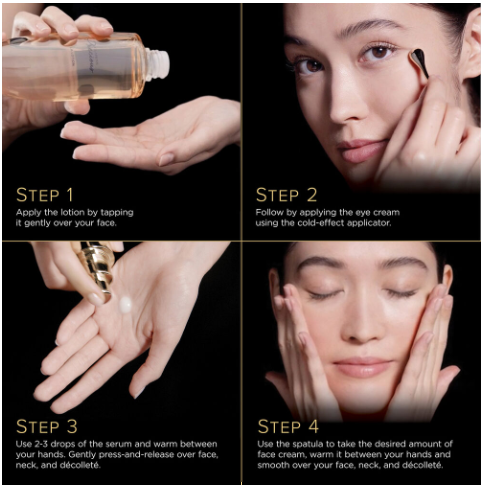 STEP 1
Apply the lotion by tapping
it gently over your face.
STEP 2
Follow by applying the eye cream
using the cold-effect applicator.
STEP 3
Use 2-3 drops of the serum and warm between
your hands. Gently press-and-release over face,
neck, and décolleté.
STEP 4
Use the spatula to take the desired amount of
face cream, warm it between your hands and
smooth over your face, neck, and décolleté.